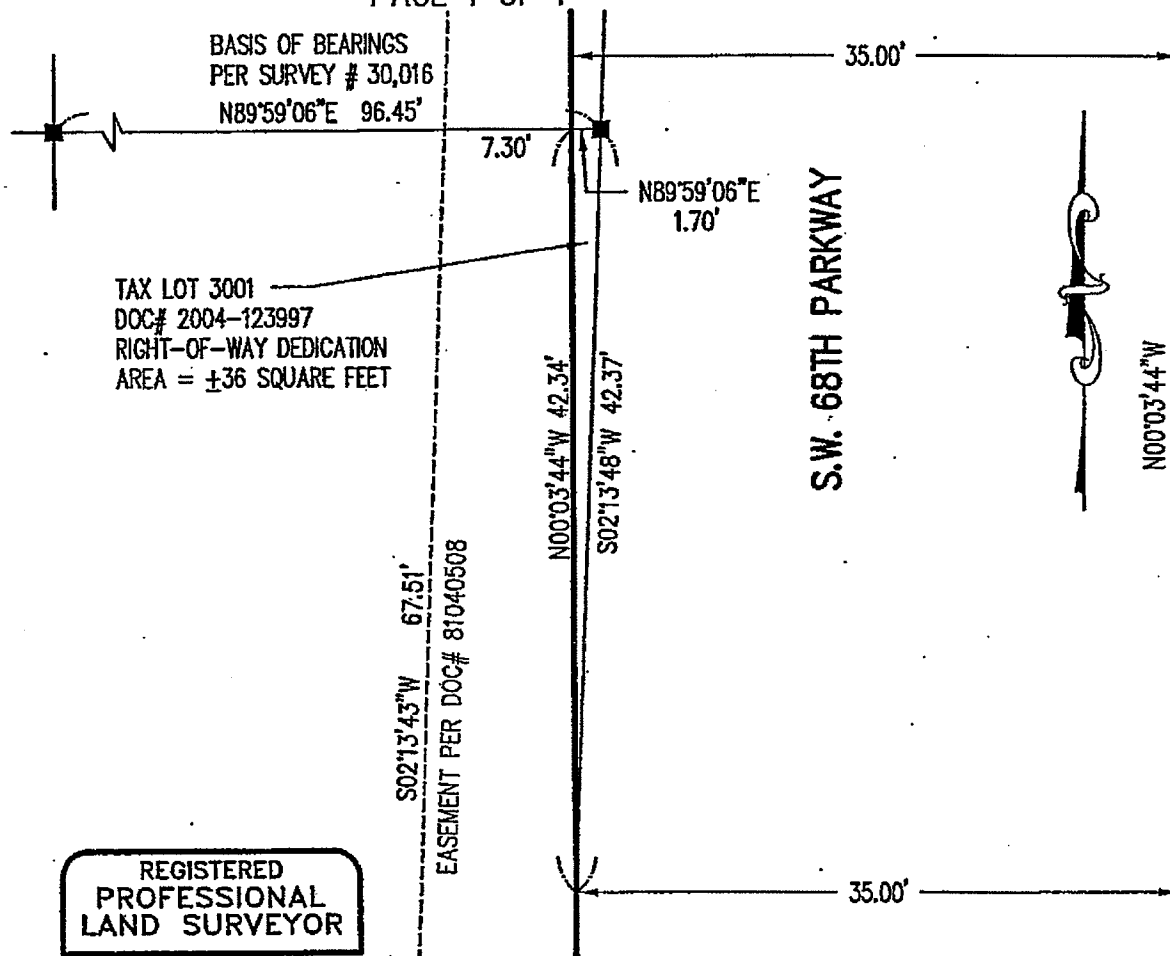 BASIS OF BEARINGS
PER SURVEY # 30,016
N89°59'06"E 96.45'
7.30'
35.00'
N89°59'06"E
1.70'
TAX LOT 3001
DOC# 2004-123997
RIGHT-OF-WAY DEDICATION
AREA = ±36 SQUARE FEET
S.W. 68TH PARKWAY
N00°03'44"W
N00°03'44"W 42.34'
S02°13'48"W 42.37'
S02°13'43"W 67.51'
EASEMENT PER DOC# 81040508
35.00'
REGISTERED
PROFESSIONAL
LAND SURVEYOR